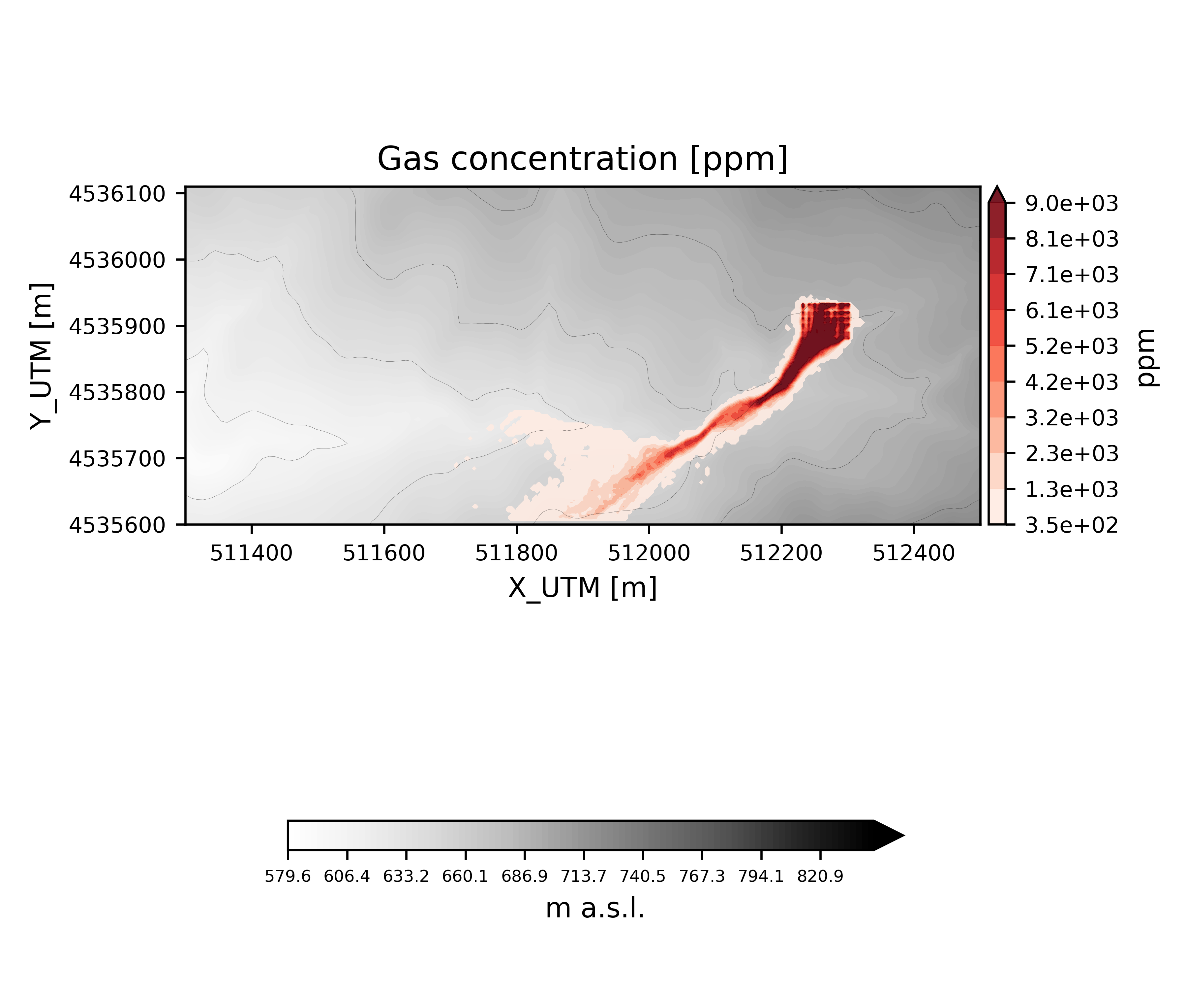 Gas concentration [ppm]
4536100
4536000
4535900
4535800
4535700
4535600
Y_UTM [m]
511400 511600 511800 512000 512200 512400
X_UTM [m]
9.0e+03
8.1e+03
7.1e+03
6.1e+03
5.2e+03
4.2e+03
3.2e+03
2.3e+03
1.3e+03
3.5e+02
ppm
579.6 606.4 633.2 660.1 686.9 713.7 740.5 767.3 794.1 820.9
m a.s.l.